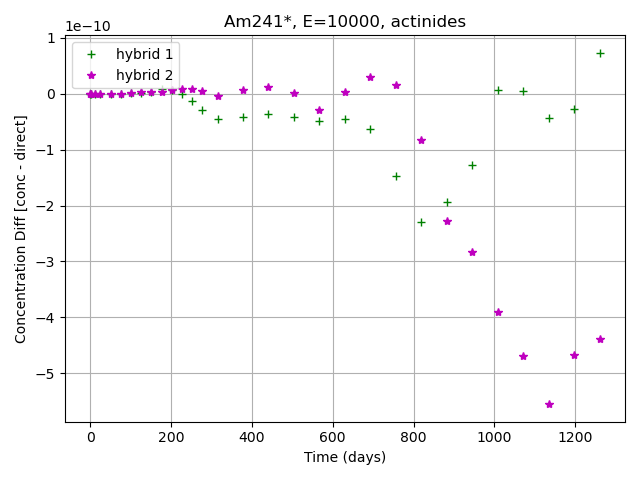 Am241*, E=10000, actinides
1e−10
hybrid 1
hybrid 2
1
0
−1
−2
−3
−4
−5
Concentration Diff [conc - direct]
0 200 400 600 800 1000 1200
Time (days)